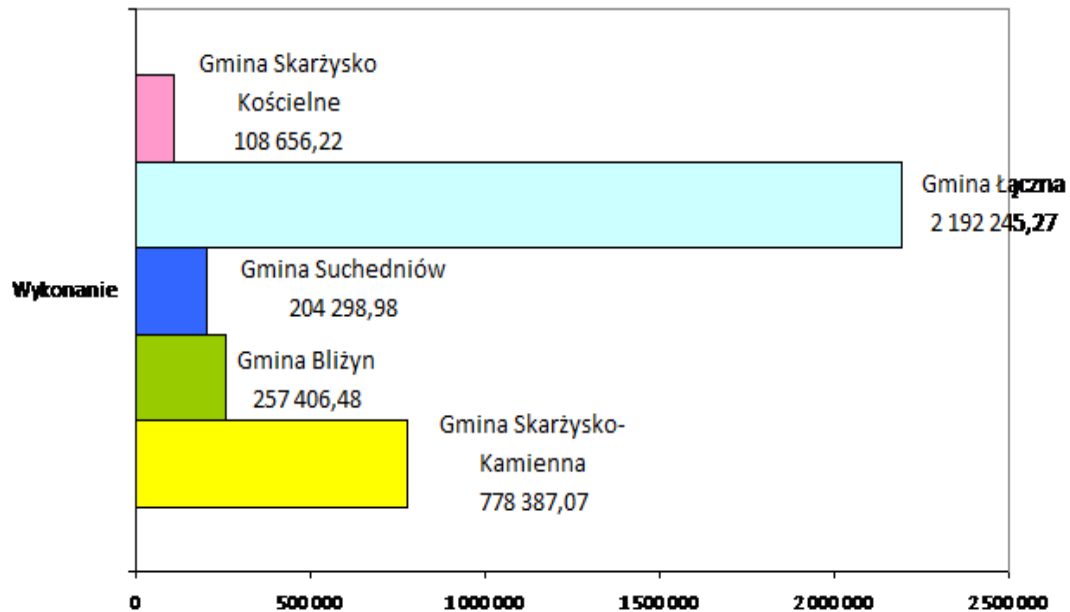 Gmina Skarżysko
Kościelne
108 656,22
Gmina Łączna
2 192 245,27
Gmina Suchedniów
204 298,98
Wykonanie
Gmina Bliżyn
257 406,48
Gmina Skarżysko-
Kamienna
778 387,07
0 500 000 1 000 000 1 500 000 2 000 000 2 500 000